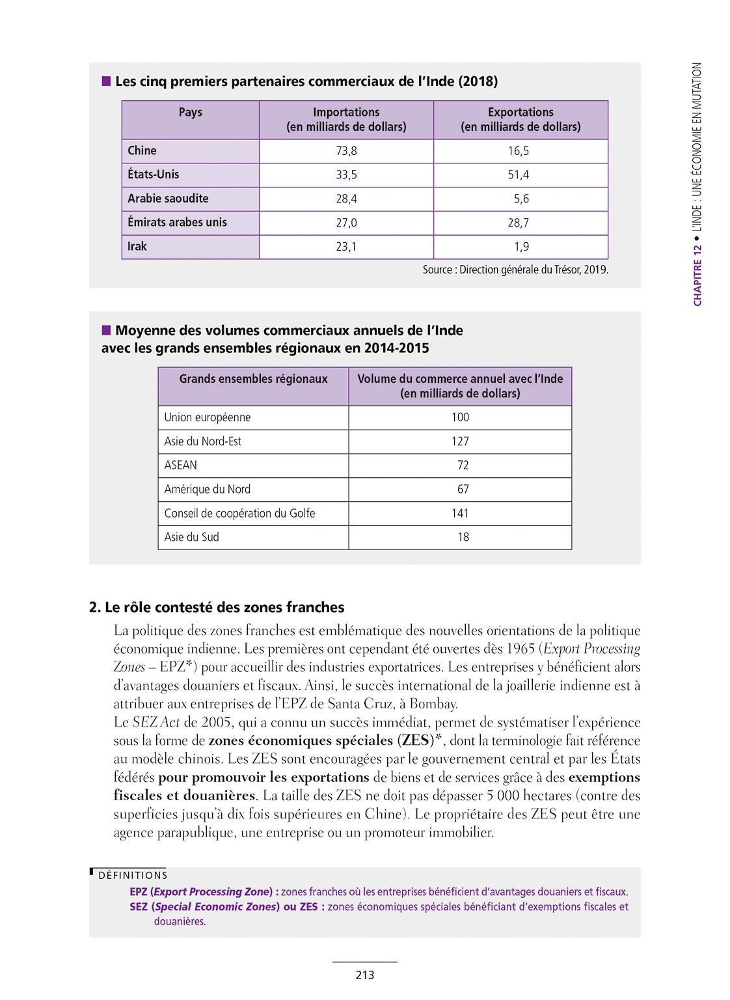 ■ Les cinq premiers partenaires commerciaux de l’Inde (2018)
Pays Importations (en milliards de dollars) Exportations (en milliards de dollars)
Chine 73,8 16,5
États-Unis 33,5 51,4
Arabie saoudite 28,4 5,6
Émirats arabes unis 27,0 28,7
Irak 23,1 1,9
Source : Direction générale du Trésor, 2019.
■ Moyenne des volumes commerciaux annuels de l’Inde
avec les grands ensembles régionaux en 2014-2015
Grands ensembles régionaux Volume du commerce annuel avec l’Inde (en milliards de dollars)
Union européenne 100
Asie du Nord-Est 127
ASEAN 72
Amérique du Nord 67
Conseil de coopération du Golfe 141
Asie du Sud 18
2. Le rôle contesté des zones franches
La politique des zones franches est emblématique des nouvelles orientations de la politique
économique indienne. Les premières ont cependant été ouvertes dès 1965 (Export Processing
Zones – EPZ*) pour accueillir des industries exportatrices. Les entreprises y bénéficient alors
d’avantages douaniers et fiscaux. Ainsi, le succès international de la joaillerie indienne est à
attribuer aux entreprises de l’EPZ de Santa Cruz, à Bombay.
Le SEZ Act de 2005, qui a connu un succès immédiat, permet de systématiser l’expérience
sous la forme de zones économiques spéciales (ZES)*, dont la terminologie fait référence
au modèle chinois. Les ZES sont encouragées par le gouvernement central et par les États
fédérés pour promouvoir les exportations de biens et de services grâce à des exemptions
fiscales et douanières. La taille des ZES ne doit pas dépasser 5 000 hectares (contre des
superficies jusqu’à dix fois supérieures en Chine). Le propriétaire des ZES peut être une
agence parapublique, une entreprise ou un promoteur immobilier.
DÉFINITIONS
EPZ (Export Processing Zone) : zones franches où les entreprises bénéficient d’avantages douaniers et fiscaux.
SEZ (Special Economic Zones) ou ZES : zones économiques spéciales bénéficiant d’exemptions fiscales et
douanières.
213
CHAPITRE 12 • L’INDE : UNE ÉCONOMIE EN MUTATION